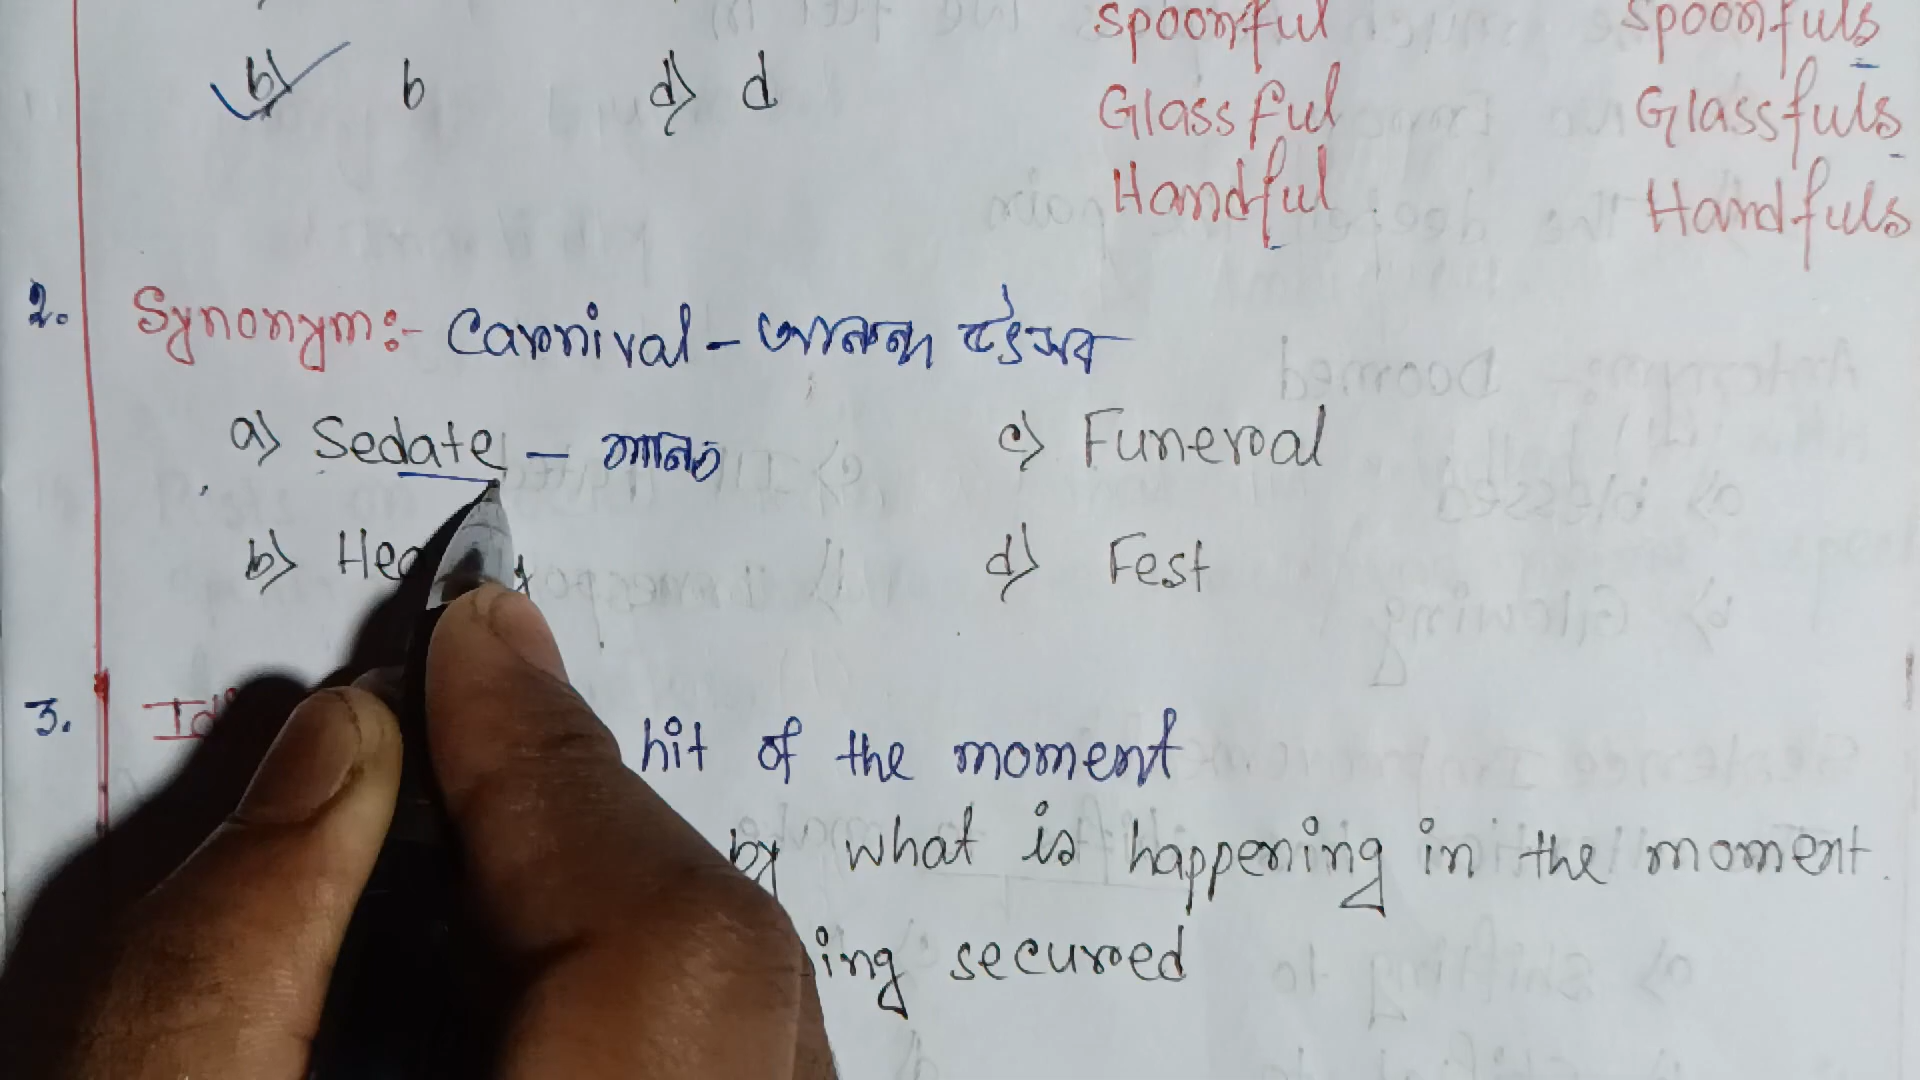 Spoonful Spoonfuls
b) b d) d
Glassful Glassfuls
Handful Handfuls
2. Synonym:- Carnival - আনন্দ উৎসব
a) Sedate - শান্ত c) Funeral
b) d) Fest
3. hit of the moment
by what is happening in the moment.
secured